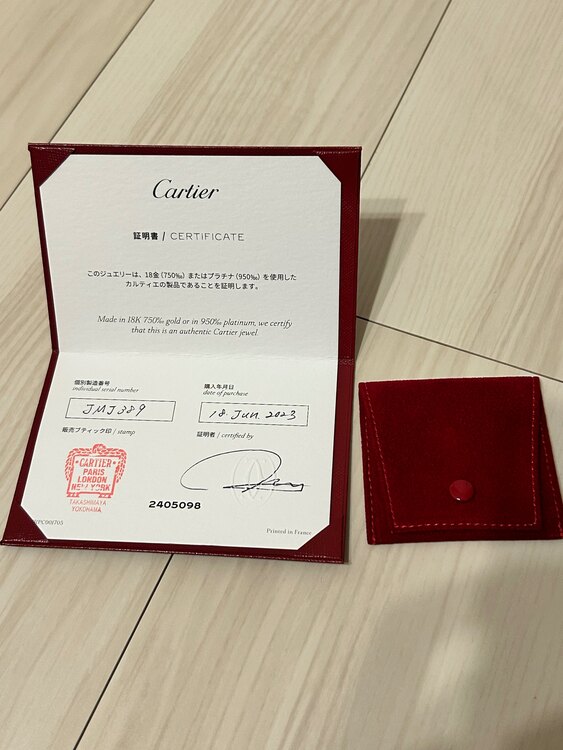 Cartier
証明書 / CERTIFICATE
このジュエリーは、18金(750‰)またはプラチナ(950‰)を使用した
カルティエの製品であることを証明します。
Made in 18K 750‰ gold or in 950‰ platinum, we certify
that this is an authentic Cartier jewel.
個別製造番号
individual serial number
JMJ389
購入年月日
date of purchase
18 Jun. 2023
販売ブティック印 / stamp
証明者 / certified by
CARTIER
PARIS
LONDON
NEW YORK
TAKASHIMAYA
YOKOHAMA
2405098
Printed in France